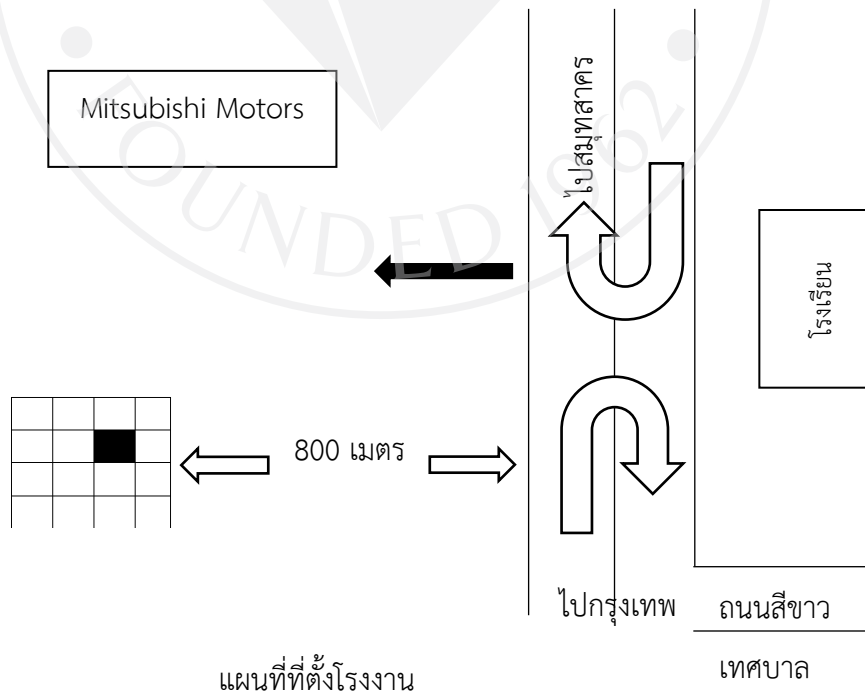 Mitsubishi Motors
ไปสมุทสาคร
FOUNDED 1962
โรงเรียน
800 เมตร
ไปกรุงเทพ
ถนนสีขาว
เทศบาล
แผนที่ที่ตั้งโรงงาน